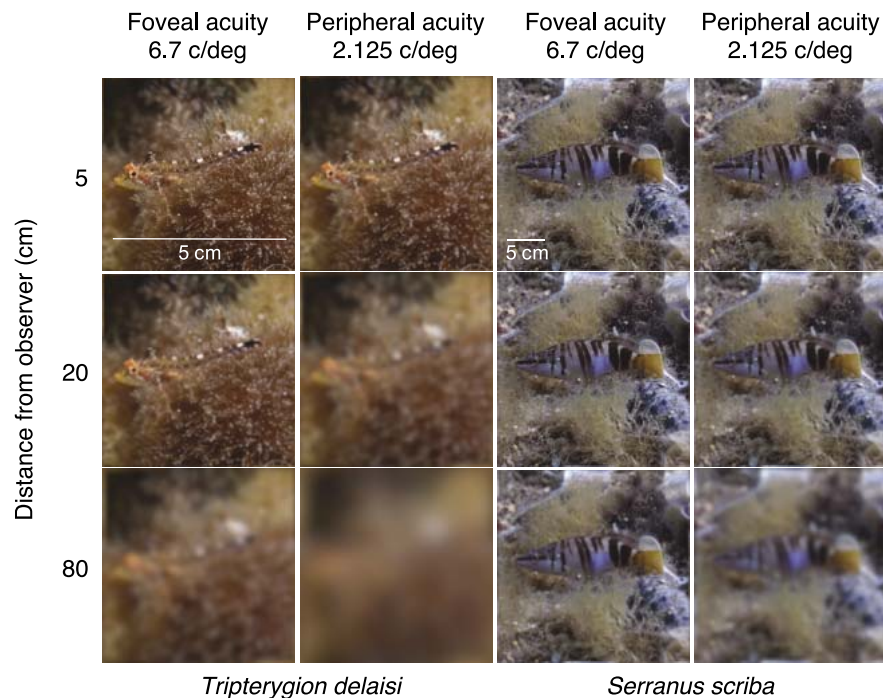 Foveal acuity
6.7 c/deg
Peripheral acuity
2.125 c/deg
Foveal acuity
6.7 c/deg
Peripheral acuity
2.125 c/deg
Distance from observer (cm)
5
5 cm
5 cm
20
80
Tripterygion delaisi
Serranus scriba